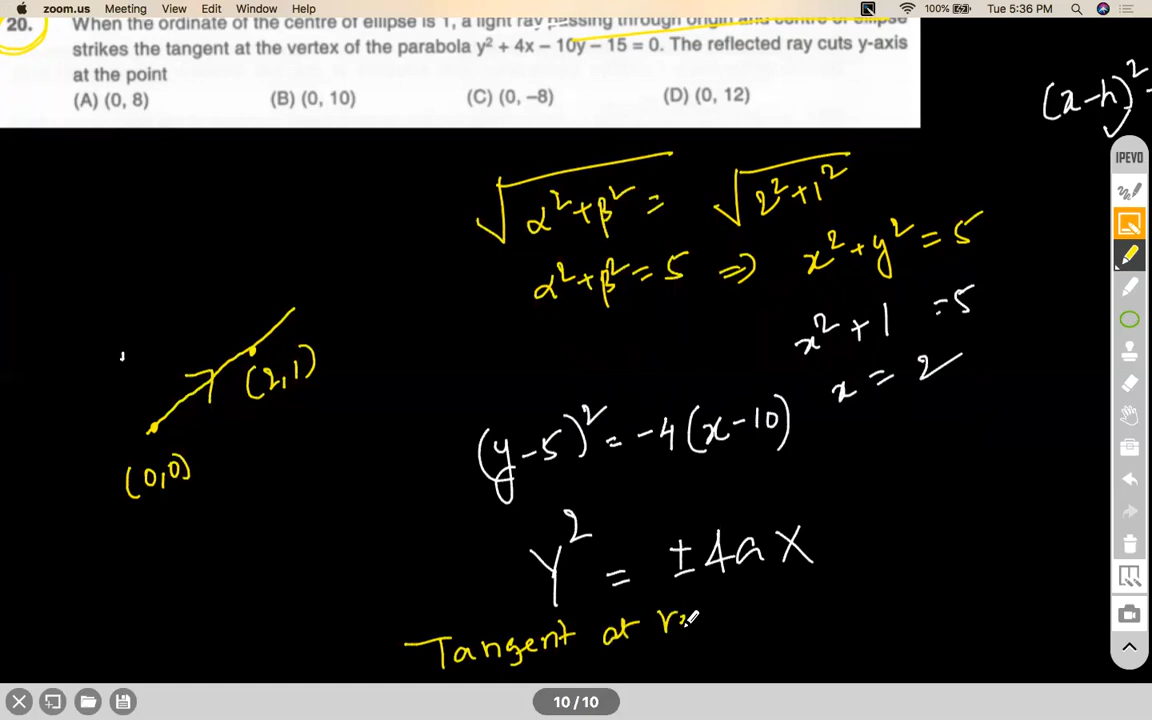 zoom.us Meeting View Edit Window Help 100% Tue 5:36 PM
20. When the ordinate of the centre of ellipse is 1, a light ray passing through origin and centre of ellipse
strikes the tangent at the vertex of the parabola y² + 4x – 10y – 15 = 0. The reflected ray cuts y-axis
at the point
(A) (0, 8) (B) (0, 10) (C) (0, –8) (D) (0, 12)
(x-h)²
IPEVO
√(α²+β²) = √(2²+1²)
α²+β² = 5 ⇒ x²+y² = 5
x²+1 = 5
x = 2
(2,1)
(0,0)
(y-5)² = -4(x-10)
Y² = ±4aX
Tangent at
10 / 10